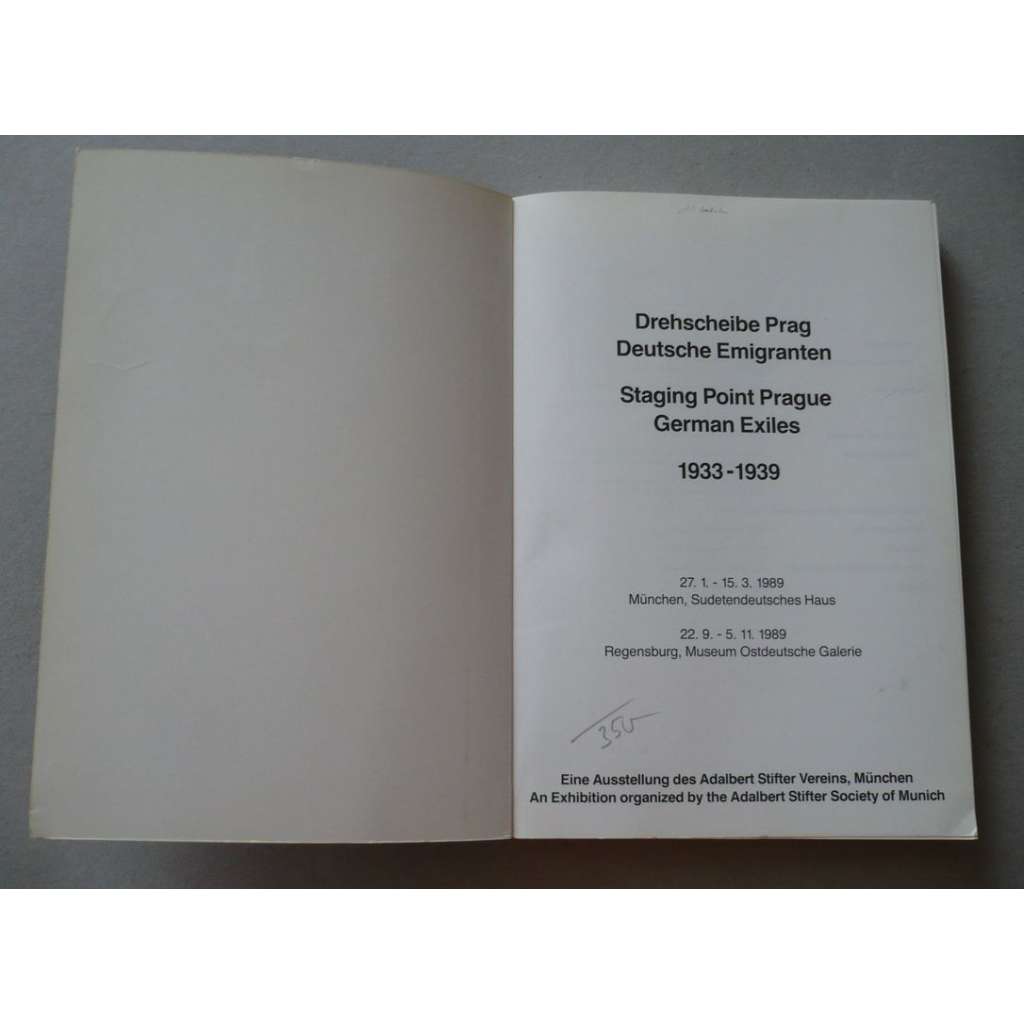 Drehscheibe Prag
Deutsche Emigranten
Staging Point Prague
German Exiles
1933 - 1939
27. 1. - 15. 3. 1989
München, Sudetendeutsches Haus
22. 9. - 5. 11. 1989
Regensburg, Museum Ostdeutsche Galerie
Eine Ausstellung des Adalbert Stifter Vereins, München
An Exhibition organized by the Adalbert Stifter Society of Munich